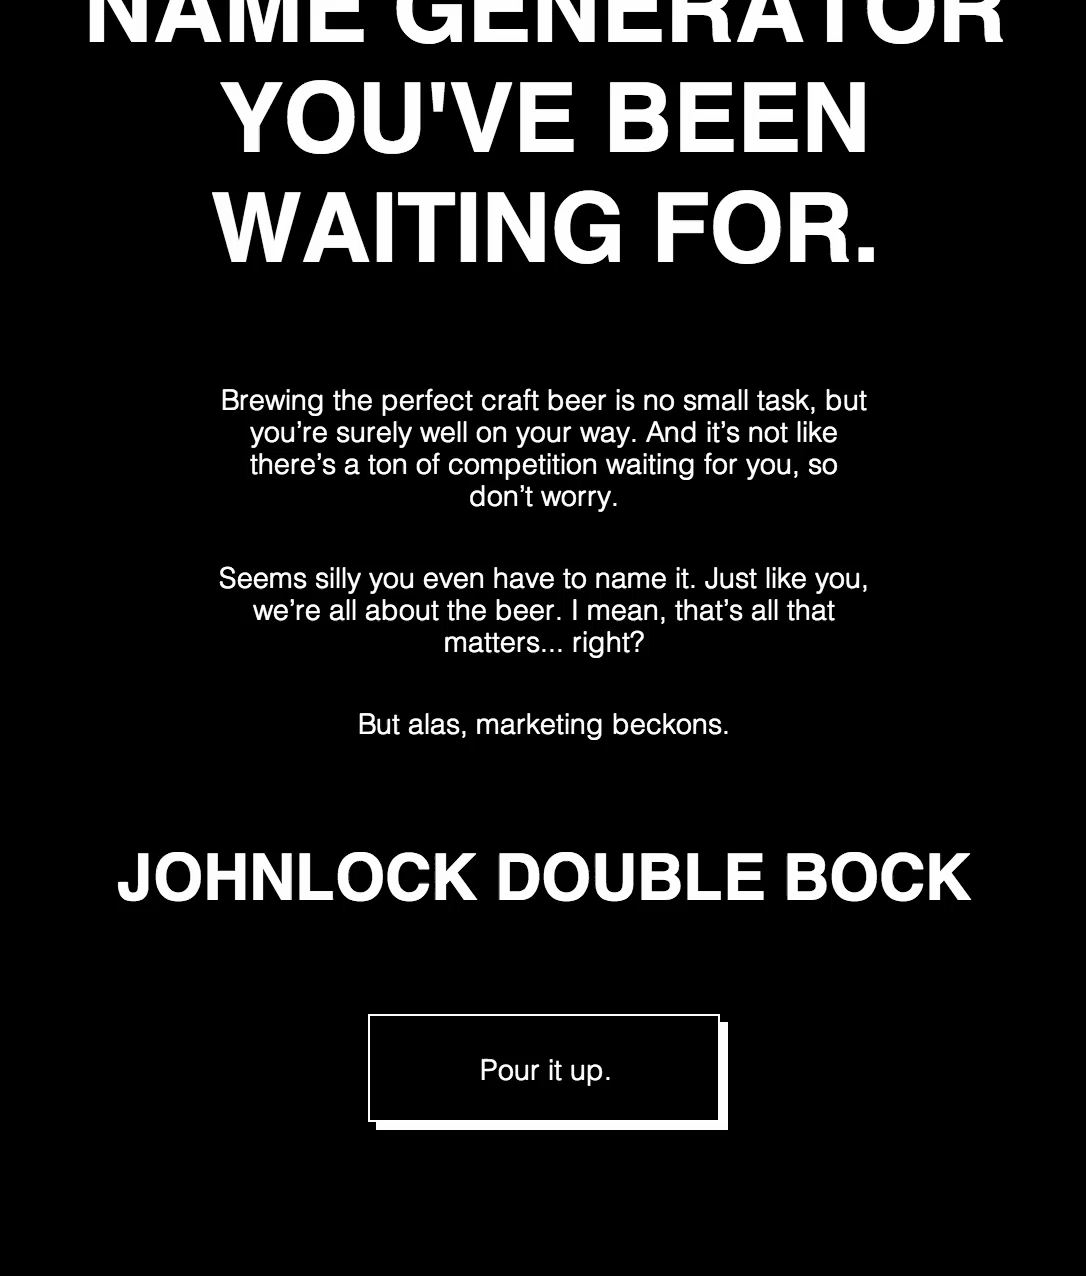 NAME GENERATOR
YOU'VE BEEN
WAITING FOR.
Brewing the perfect craft beer is no small task, but
you’re surely well on your way. And it’s not like
there’s a ton of competition waiting for you, so
don’t worry.
Seems silly you even have to name it. Just like you,
we’re all about the beer. I mean, that’s all that
matters... right?
But alas, marketing beckons.
JOHNLOCK DOUBLE BOCK
Pour it up.